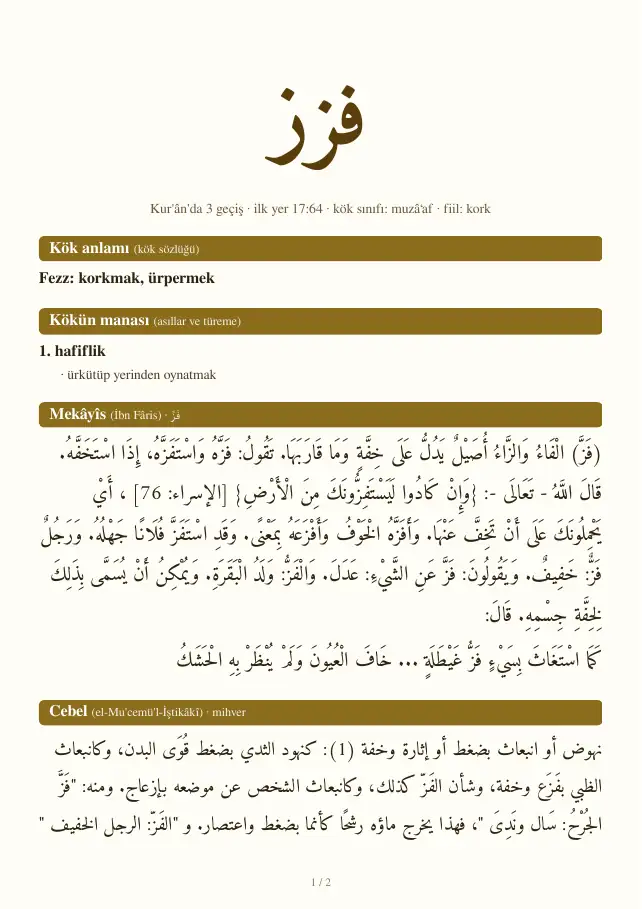 فزز
Kur'ân'da 3 geçiş · ilk yer 17:64 · kök sınıfı: muzâ'af · fiil: kork
Kök anlamı (kök sözlüğü)
Fezz: korkmak, ürpermek
Kökün manası (asıllar ve türeme)
1. hafiflik
· ürkütüp yerinden oynatmak
Mekâyîs (İbn Fâris) · فَزَّ
(فَزَّ) الْفَاءُ وَالزَّاءُ أُصَيْلٌ يَدُلُّ عَلَى خِفَّةٍ وَمَا قَارَبَهَا. تَقُولُ: فَزَّهُ وَاسْتَفَزَّهُ، إِذَا اسْتَخَفَّهُ.
قَالَ اللَّهُ - تَعَالَى -: {وَإِنْ كَادُوا لَيَسْتَفِزُّونَكَ مِنَ الْأَرْضِ} [الإسراء: 76] ، أَيْ
يَحْمِلُونَكَ عَلَى أَنْ تَخِفَّ عَنْهَا. وَأَفَزَّهُ الْخَوْفُ وَأَفْزَعَهُ بِمَعْنًى. وَقَدِ اسْتَفَزَّ فُلَانًا جَهْلُهُ. وَرَجُلٌ
فَزٌّ: خَفِيفٌ. وَيَقُولُونَ: فَزَّ عَنِ الشَّيْءِ: عَدَلَ. وَالْفَزُّ: وَلَدُ الْبَقَرَةِ. وَيُمْكِنُ أَنْ يُسَمَّى بِذَلِكَ
لِخِفَّةِ جِسْمِهِ. قَالَ:
كَمَا اسْتَغَاثَ بِسَيْءٍ فَزُّ غَيْطَلَةٍ ... خَافَ الْعُيُونَ وَلَمْ يُنْظَرْ بِهِ الْحَشَكُ
Cebel (el-Mu'cemü'l-İştikâkî) · mihver
نهوض أو انبعاث بضغط أو إثارة وخفة (1): كنهود الثدي بضغط قُوَى البدن، وكانبعاث
الظبي بفَزَع وخفة، وشأن الفَزّ كذلك، وكانبعاث الشخص عن موضعه بإزعاج. ومنه: "فَزَّ
الجُرْحُ: سَال ونَدِىَ "، فهذا يخرج ماؤه رشحًا كأنما بضغط واعتصار. و "الفَزّ: الرجل الخفيف "
1 / 2